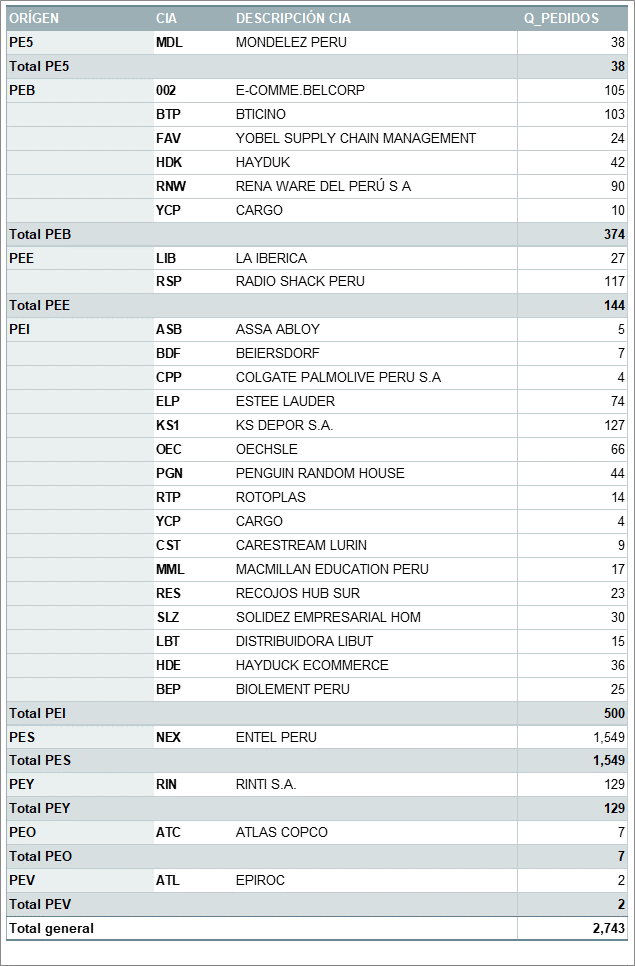 ORÍGEN CIA DESCRIPCIÓN CIA Q_PEDIDOS
PE5 MDL MONDELEZ PERU 38
Total PE5 38
PEB 002 E-COMME.BELCORP 105
BTP BTICINO 103
FAV YOBEL SUPPLY CHAIN MANAGEMENT 24
HDK HAYDUK 42
RNW RENA WARE DEL PERÚ S A 90
YCP CARGO 10
Total PEB 374
PEE LIB LA IBERICA 27
RSP RADIO SHACK PERU 117
Total PEE 144
PEI ASB ASSA ABLOY 5
BDF BEIERSDORF 7
CPP COLGATE PALMOLIVE PERU S.A 4
ELP ESTEE LAUDER 74
KS1 KS DEPOR S.A. 127
OEC OECHSLE 66
PGN PENGUIN RANDOM HOUSE 44
RTP ROTOPLAS 14
YCP CARGO 4
CST CARESTREAM LURIN 9
MML MACMILLAN EDUCATION PERU 17
RES RECOJOS HUB SUR 23
SLZ SOLIDEZ EMPRESARIAL HOM 30
LBT DISTRIBUIDORA LIBUT 15
HDE HAYDUCK ECOMMERCE 36
BEP BIOLEMENT PERU 25
Total PEI 500
PES NEX ENTEL PERU 1,549
Total PES 1,549
PEY RIN RINTI S.A. 129
Total PEY 129
PEO ATC ATLAS COPCO 7
Total PEO 7
PEV ATL EPIROC 2
Total PEV 2
Total general 2,743